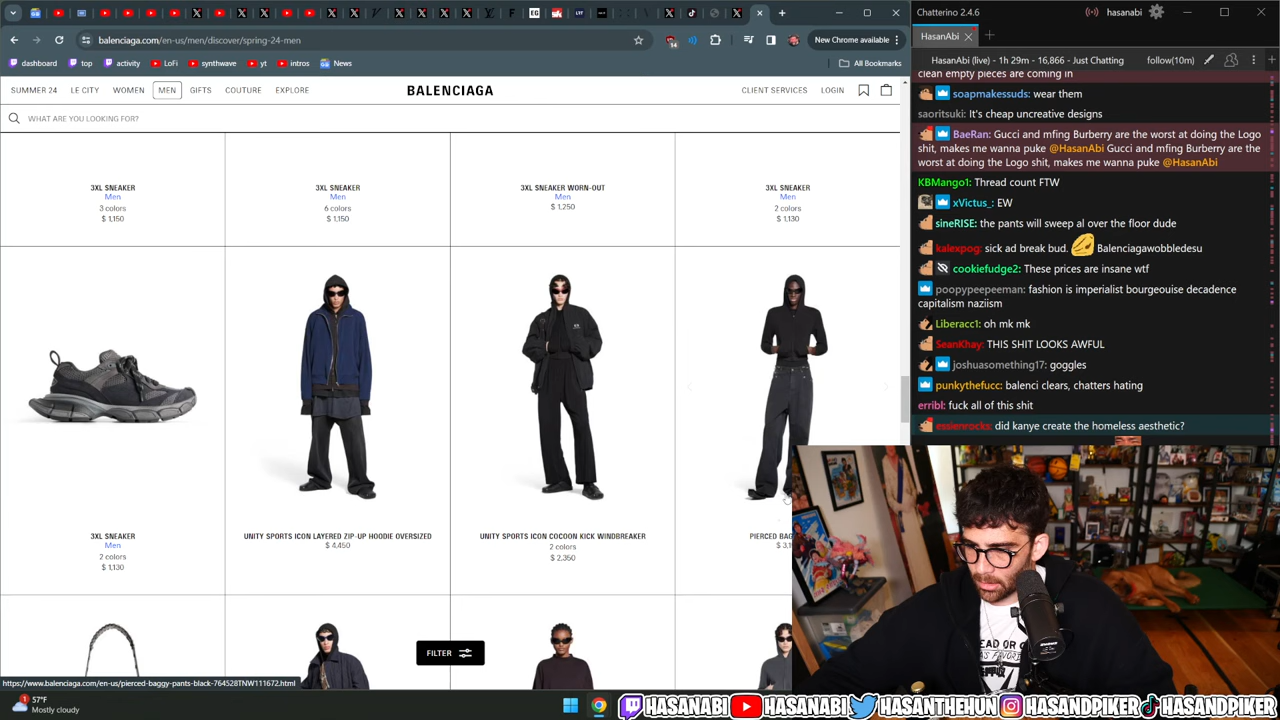 New Chrome available
balenciaga.com/en-us/men/discover/spring-24-men
14
dashboard
top
activity
LoFi
synthwave
yt
intros
News
All Bookmarks
SUMMER 24 LE CITY WOMEN MEN GIFTS COUTURE EXPLORE
BALENCIAGA
CLIENT SERVICES LOGIN
WHAT ARE YOU LOOKING FOR?
3XL SNEAKER
Men
3 colors
$ 1,150
3XL SNEAKER
Men
6 colors
$ 1,150
3XL SNEAKER WORN-OUT
Men
$ 1,250
3XL SNEAKER
Men
2 colors
$ 1,130
3XL SNEAKER
Men
2 colors
$ 1,130
UNITY SPORTS ICON LAYERED ZIP-UP HOODIE OVERSIZED
$ 4,450
UNITY SPORTS ICON COCOON KICK WINDBREAKER
2 colors
$ 2,350
PIERCED
FILTER
https://www.balenciaga.com/en-us/pierced-baggy-pants-black-764528TNW111672.html
57°F
Mostly cloudy
Chatterino 2.4.6
hasanabi
HasanAbi
HasanAbi (live) - 1h 29m - 16,866 - Just Chatting
follow(10m)
clean empty pieces are coming in
soapmakessuds: wear them
saoritsuki: It's cheap uncreative designs
BaeRan: Gucci and mfing Burberry are the worst at doing the Logo
shit, makes me wanna puke @HasanAbi Gucci and mfing Burberry are the
worst at doing the Logo shit, makes me wanna puke @HasanAbi
KBMango1: Thread count FTW
xVictus_: EW
sineRISE: the pants will sweep al over the floor dude
kalexpog: sick ad break bud. Balenciagawobbledesu
cookiefudge2: These prices are insane wtf
poopypeepeeman: fashion is imperialist bourgeouise decadence
capitalism naziism
Liberacc1: oh mk mk
SeanKhay: THIS SHIT LOOKS AWFUL
joshuasomething17: goggles
punkythefucc: balenci clears, chatters hating
erribl: fuck all of this shit
essienrocks: did kanye create the homeless aesthetic?
HASANABI HASANABI HASANTHEHUN HASANDPIKER HASANDPIKER